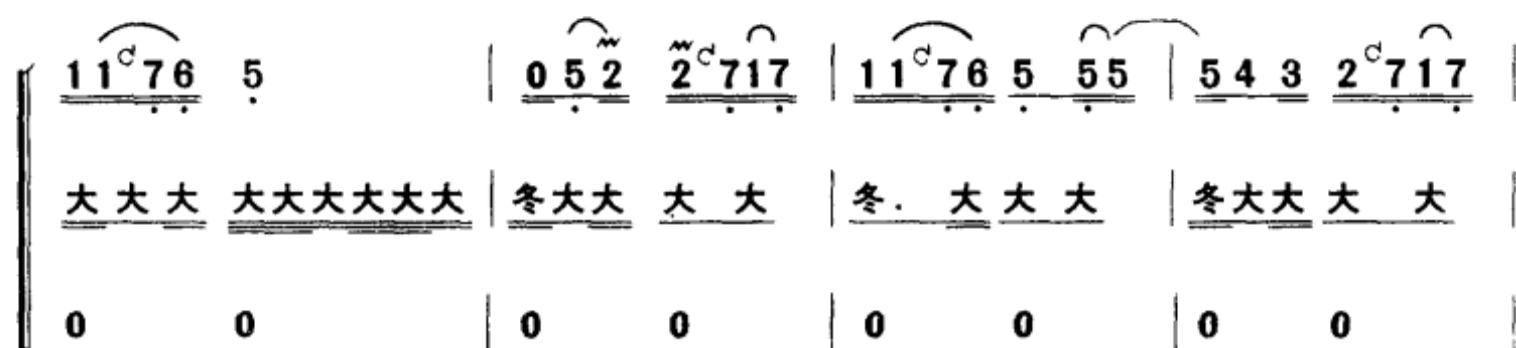 1 1 7 6 5 | 0 5 2 2 7 1 7 | 1 1 7 6 5 5 5 | 5 4 3 2 7 1 7 |
大 大 大 大大大大大大 | 冬大大 大 大 | 冬. 大 大 大 | 冬大大 大 大 |
0 0 | 0 0 | 0 0 | 0 0 |